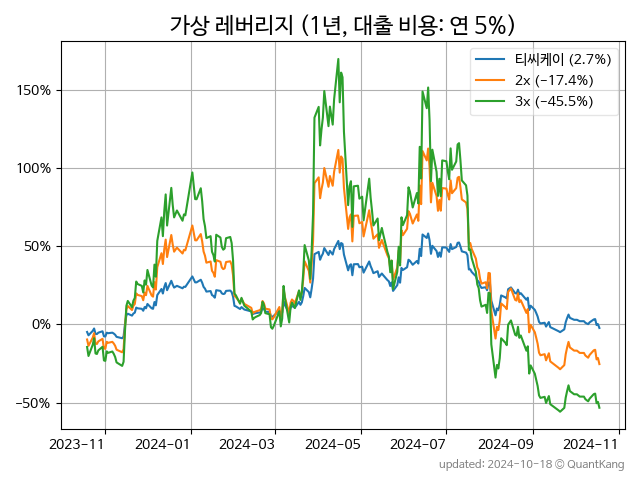 가상 레버리지 (1년, 대출 비용: 연 5%)
티씨케이 (2.7%)
2x (−17.4%)
3x (−45.5%)
150%
100%
50%
0%
−50%
2023-11 2024-01 2024-03 2024-05 2024-07 2024-09 2024-11
updated: 2024-10-18 © QuantKang